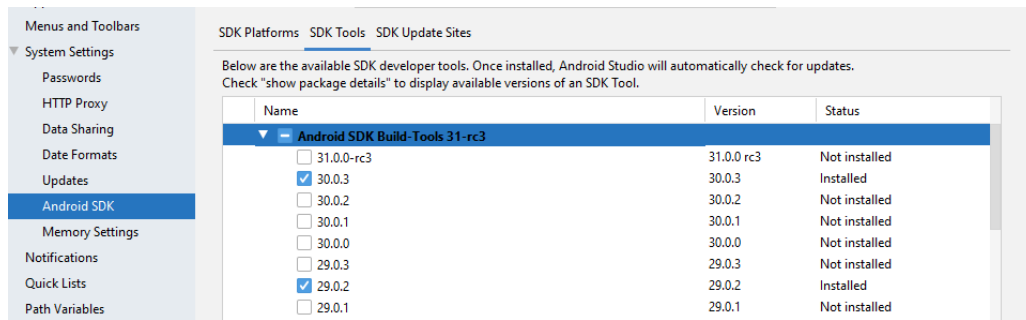 Menus and Toolbars
System Settings
Passwords
HTTP Proxy
Data Sharing
Date Formats
Updates
Android SDK
Memory Settings
Notifications
Quick Lists
Path Variables
SDK Platforms SDK Tools SDK Update Sites
Below are the available SDK developer tools. Once installed, Android Studio will automatically check for updates.
Check "show package details" to display available versions of an SDK Tool.
Name Version Status
Android SDK Build-Tools 31-rc3
31.0.0-rc3 31.0.0 rc3 Not installed
30.0.3 30.0.3 Installed
30.0.2 30.0.2 Not installed
30.0.1 30.0.1 Not installed
30.0.0 30.0.0 Not installed
29.0.3 29.0.3 Not installed
29.0.2 29.0.2 Installed
29.0.1 29.0.1 Not installed